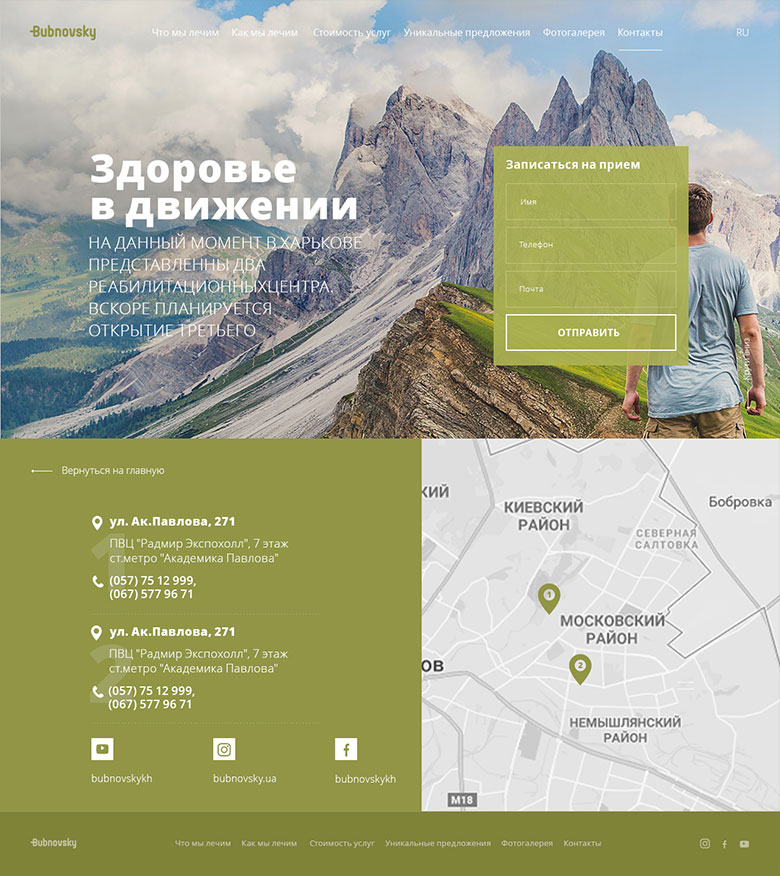 Bubnovsky
Что мы лечим Как мы лечим Стоимость услуг Уникальные предложения Фотогалерея Контакты
RU
Здоровье
в движении
НА ДАННЫЙ МОМЕНТ В ХАРЬКОВЕ
ПРЕДСТАВЛЕННЫ ДВА
РЕАБИЛИТАЦИОННЫХЦЕНТРА.
ВСКОРЕ ПЛАНИРУЕТСЯ
ОТКРЫТИЕ ТРЕТЬЕГО
Записаться на прием
Имя
Телефон
Почта
ОТПРАВИТЬ
Крути вниз
Вернуться на главную
1
ул. Ак.Павлова, 271
ПВЦ "Радмир Экспохолл", 7 этаж
ст.метро "Академика Павлова"
(057) 75 12 999,
(067) 577 96 71
2
ул. Ак.Павлова, 271
ПВЦ "Радмир Экспохолл", 7 этаж
ст.метро "Академика Павлова"
(057) 75 12 999,
(067) 577 96 71
bubnovskykh
bubnovsky.ua
bubnovskykh
КИЙ
КИЕВСКИЙ
РАЙОН
Бобровка
СЕВЕРНАЯ
САЛТОВКА
1
МОСКОВСКИЙ
РАЙОН
ОВ
2
НЕМЫШЛЯНСКИЙ
РАЙОН
M18
Bubnovsky
Что мы лечим Как мы лечим Стоимость услуг Уникальные предложения Фотогалерея Контакты